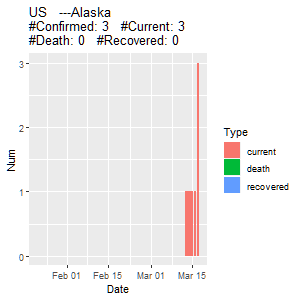 US   ---Alaska
#Confirmed: 3   #Current: 3
#Death: 0   #Recovered: 0
3
2
1
0
Num
Feb 01
Feb 15
Mar 01
Mar 15
Date
Type
current
death
recovered